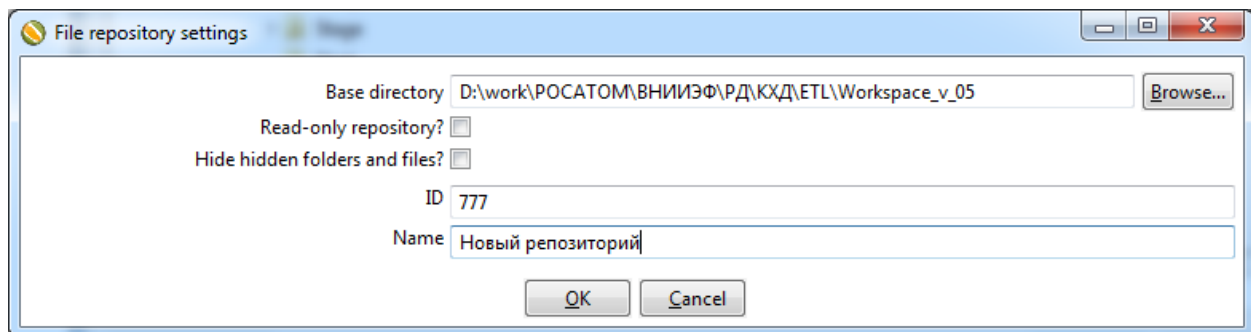 File repository settings
Base directory D:\work\РОСАТОМ\ВНИИЭФ\РД\КХД\ETL\Workspace_v_05 Browse...
Read-only repository?
Hide hidden folders and files?
ID 777
Name Новый репозиторий
OK Cancel